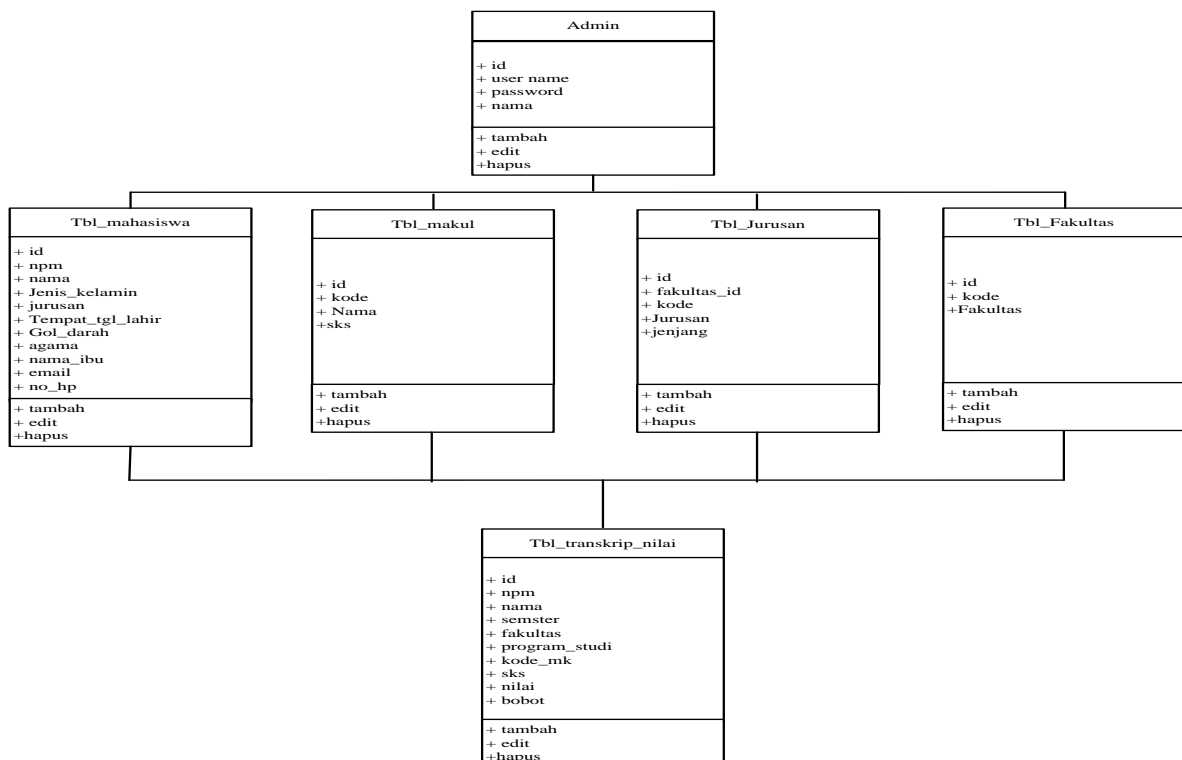 Admin
+ id
+ user name
+ password
+ nama
+ tambah
+ edit
+hapus
Tbl_mahasiswa
+ id
+ npm
+ nama
+ Jenis_kelamin
+ jurusan
+ Tempat_tgl_lahir
+ Gol_darah
+ agama
+ nama_ibu
+ email
+ no_hp
+ tambah
+ edit
+hapus
Tbl_makul
+ id
+ kode
+ Nama
+sks
+ tambah
+ edit
+hapus
Tbl_Jurusan
+ id
+ fakultas_id
+ kode
+Jurusan
+jenjang
+ tambah
+ edit
+hapus
Tbl_Fakultas
+ id
+ kode
+Fakultas
+ tambah
+ edit
+hapus
Tbl_transkrip_nilai
+ id
+ npm
+ nama
+ semster
+ fakultas
+ program_studi
+ kode_mk
+ sks
+ nilai
+ bobot
+ tambah
+ edit
+hapus